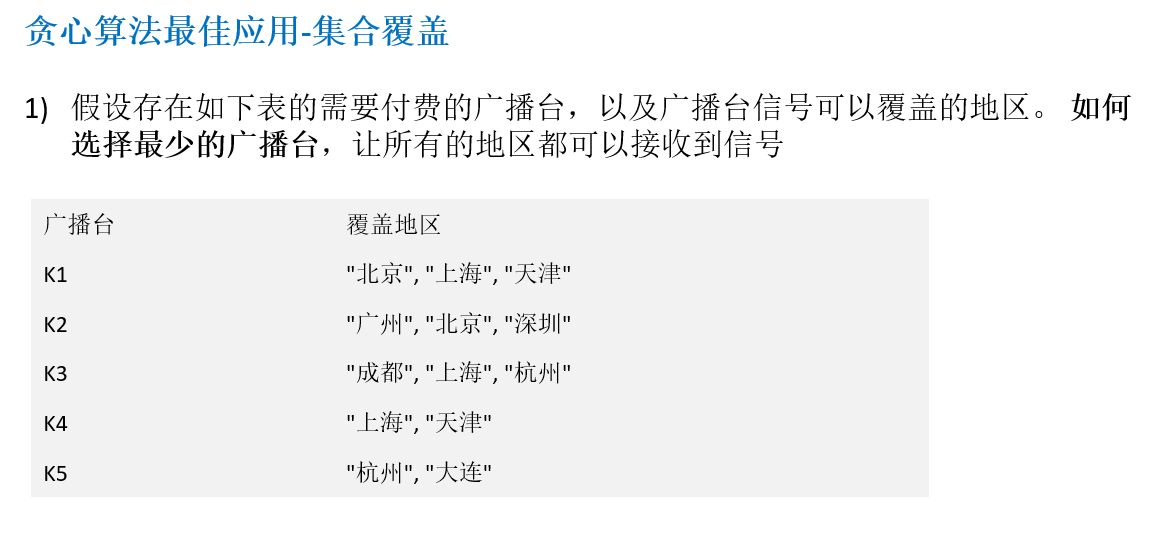 贪心算法最佳应用-集合覆盖
1) 假设存在如下表的需要付费的广播台，以及广播台信号可以覆盖的地区。 如何
选择最少的广播台，让所有的地区都可以接收到信号
广播台 覆盖地区
K1 "北京", "上海", "天津"
K2 "广州", "北京", "深圳"
K3 "成都", "上海", "杭州"
K4 "上海", "天津"
K5 "杭州", "大连"